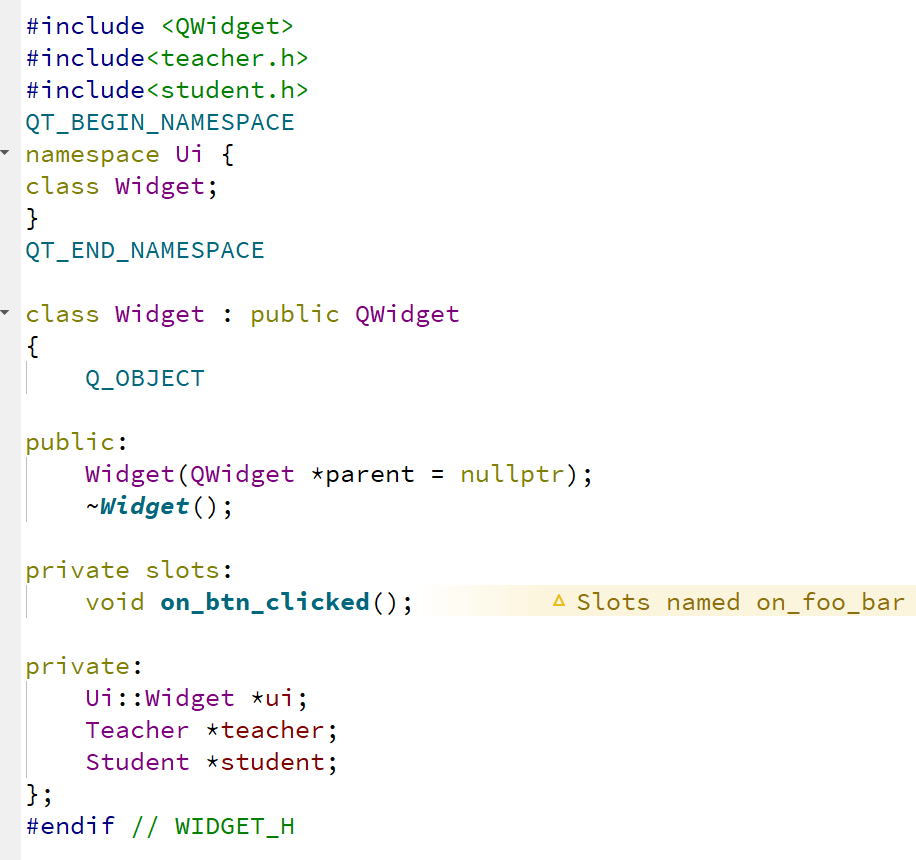 #include <QWidget>
#include<teacher.h>
#include<student.h>
QT_BEGIN_NAMESPACE
namespace Ui {
class Widget;
}
QT_END_NAMESPACE
class Widget : public QWidget
{
    Q_OBJECT
public:
    Widget(QWidget *parent = nullptr);
    ~Widget();
private slots:
    void on_btn_clicked(); Slots named on_foo_bar
private:
    Ui::Widget *ui;
    Teacher *teacher;
    Student *student;
};
#endif // WIDGET_H